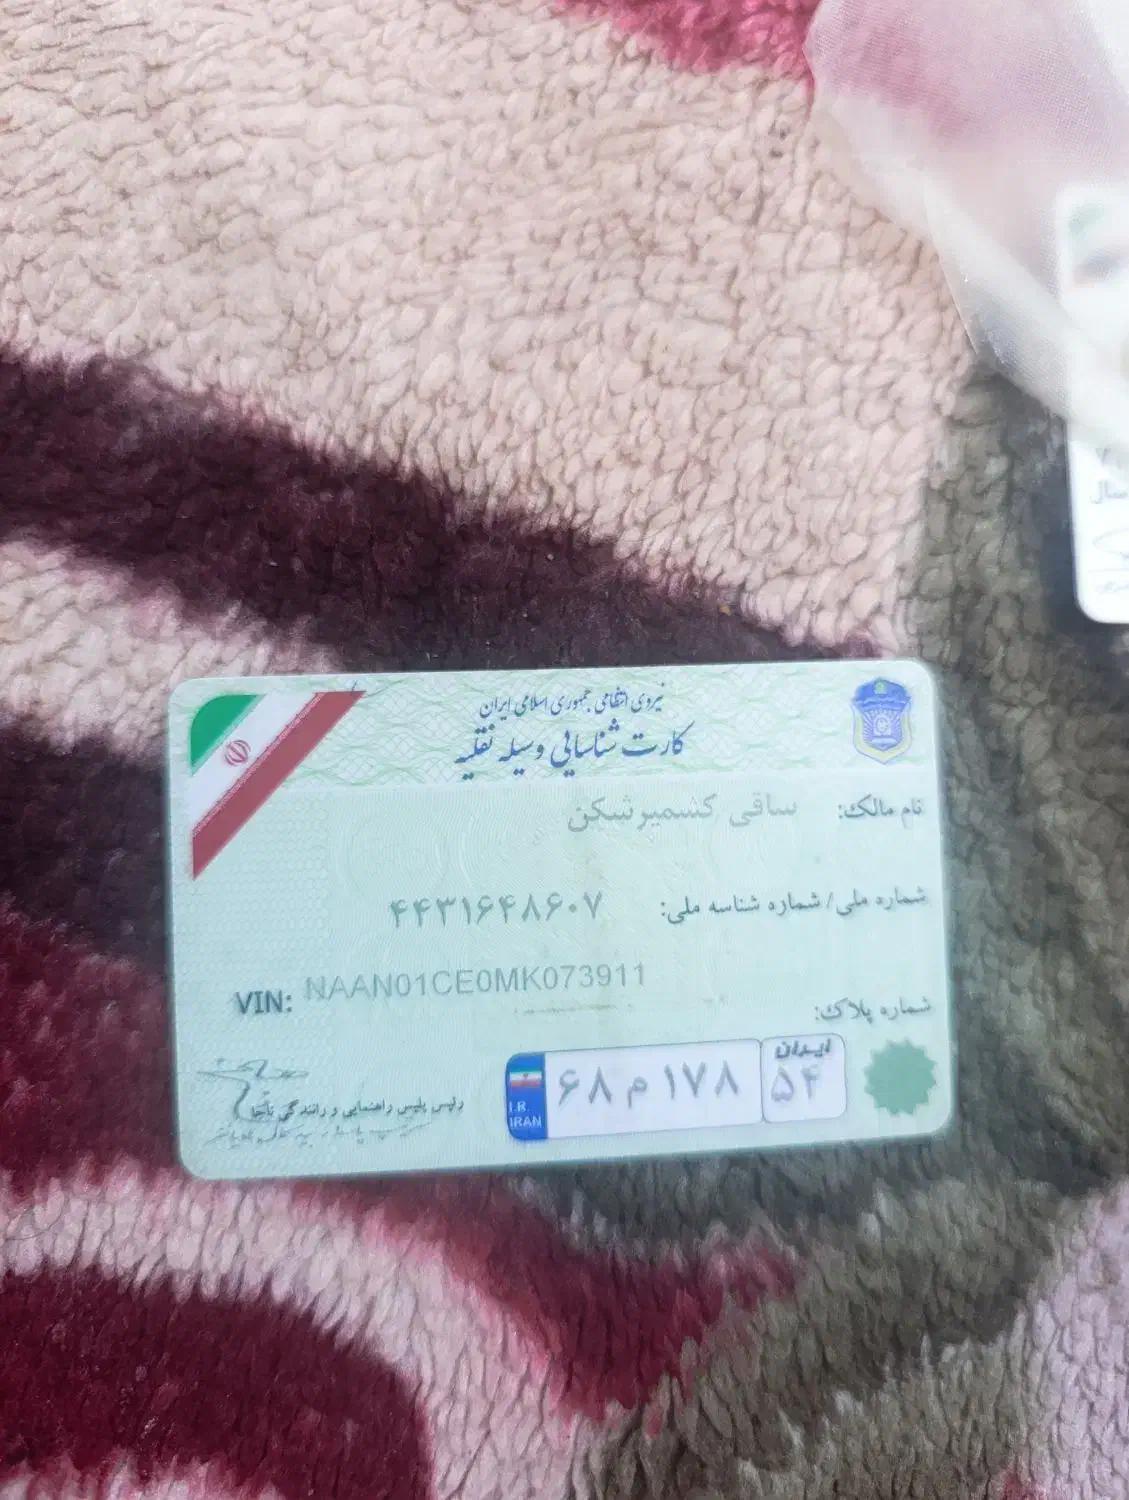 نیروی انتظامی جمهوری اسلامی ایران
کارت شناسایی وسیله نقلیه
نام مالک: ساقی کشمیرشکن
شماره ملی/ شماره شناسه ملی: ۴۴۳۱۶۴۸۶۰۷
VIN: NAAN01CE0MK073911
شماره پلاک:
ایران
۶۸ م ۱۷۸ ۵۴
I.R.
IRAN
رئیس پلیس راهنمایی و رانندگی ناجا
سال